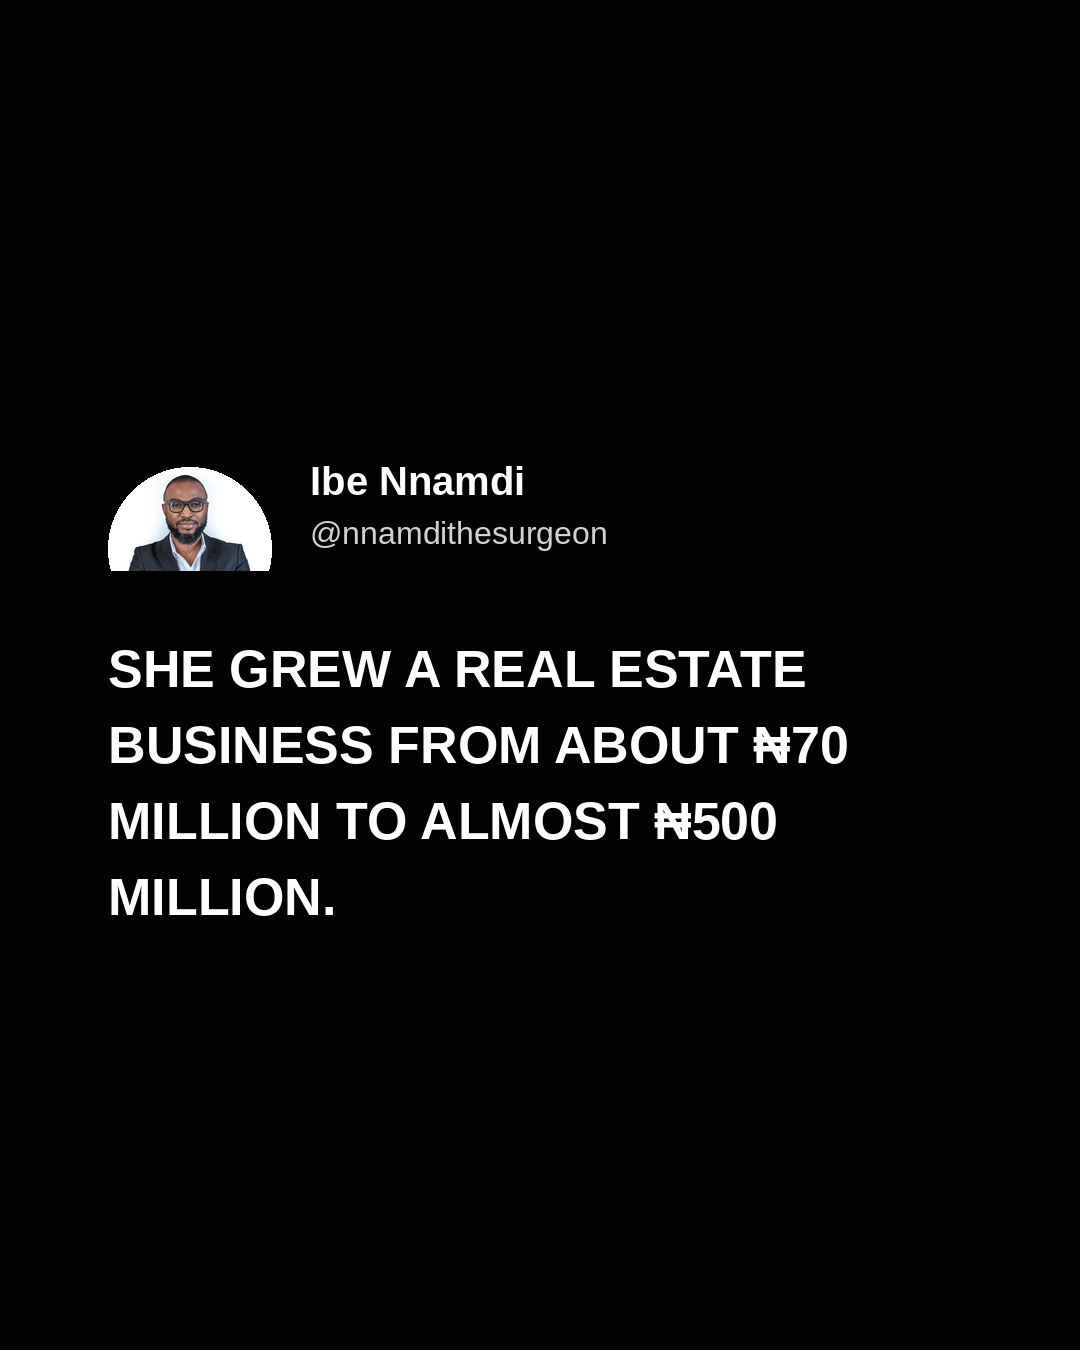 Ibe Nnamdi
@nnamdithesurgeon
SHE GREW A REAL ESTATE
BUSINESS FROM ABOUT ₦70
MILLION TO ALMOST ₦500
MILLION.